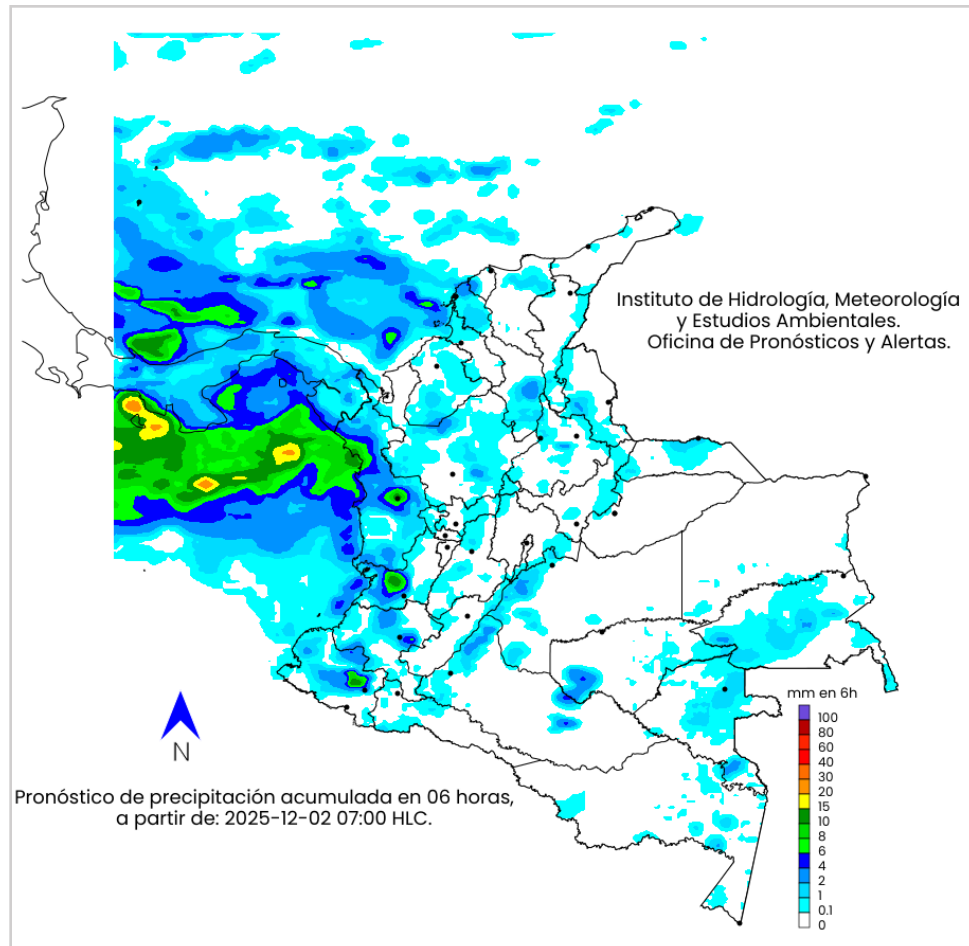 Instituto de Hidrología, Meteorología
y Estudios Ambientales.
Oficina de Pronósticos y Alertas.
mm en 6h
100
80
60
40
30
20
15
10
8
6
4
2
1
0.1
0
N
Pronóstico de precipitación acumulada en 06 horas,
a partir de: 2025-12-02 07:00 HLC.